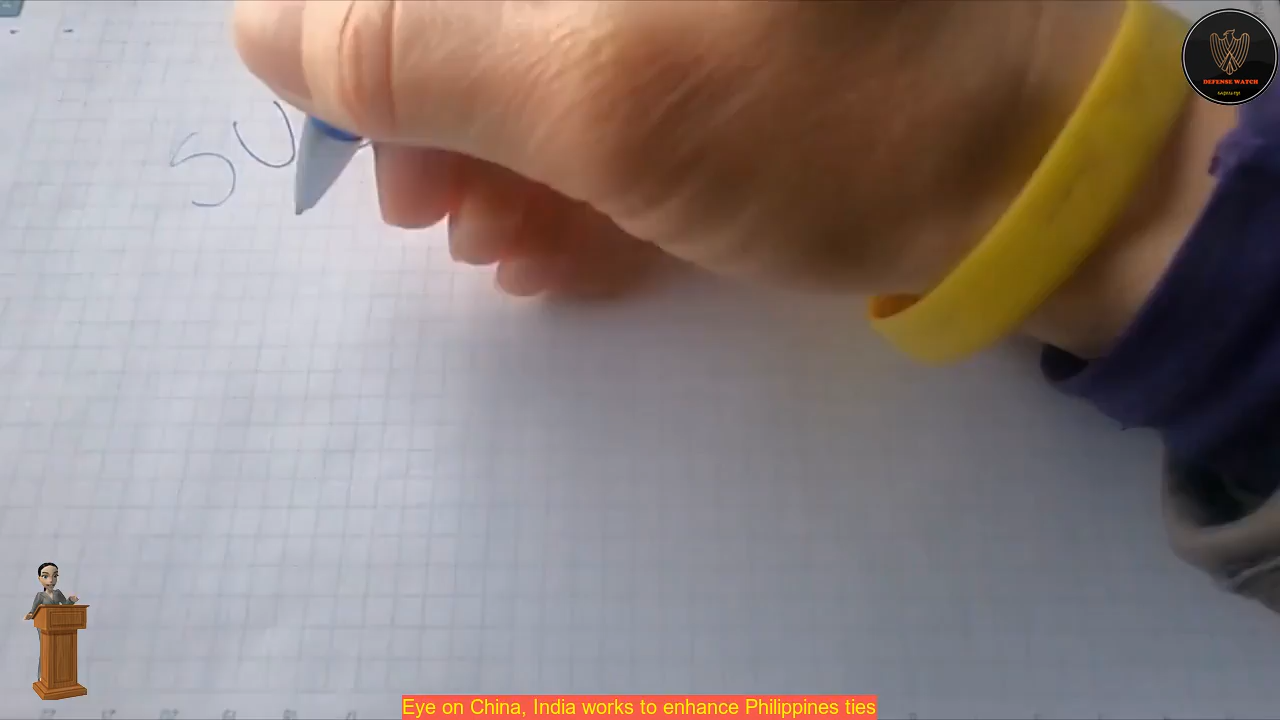 SU
DEFENSE WATCH
Eye on China, India works to enhance Philippines ties